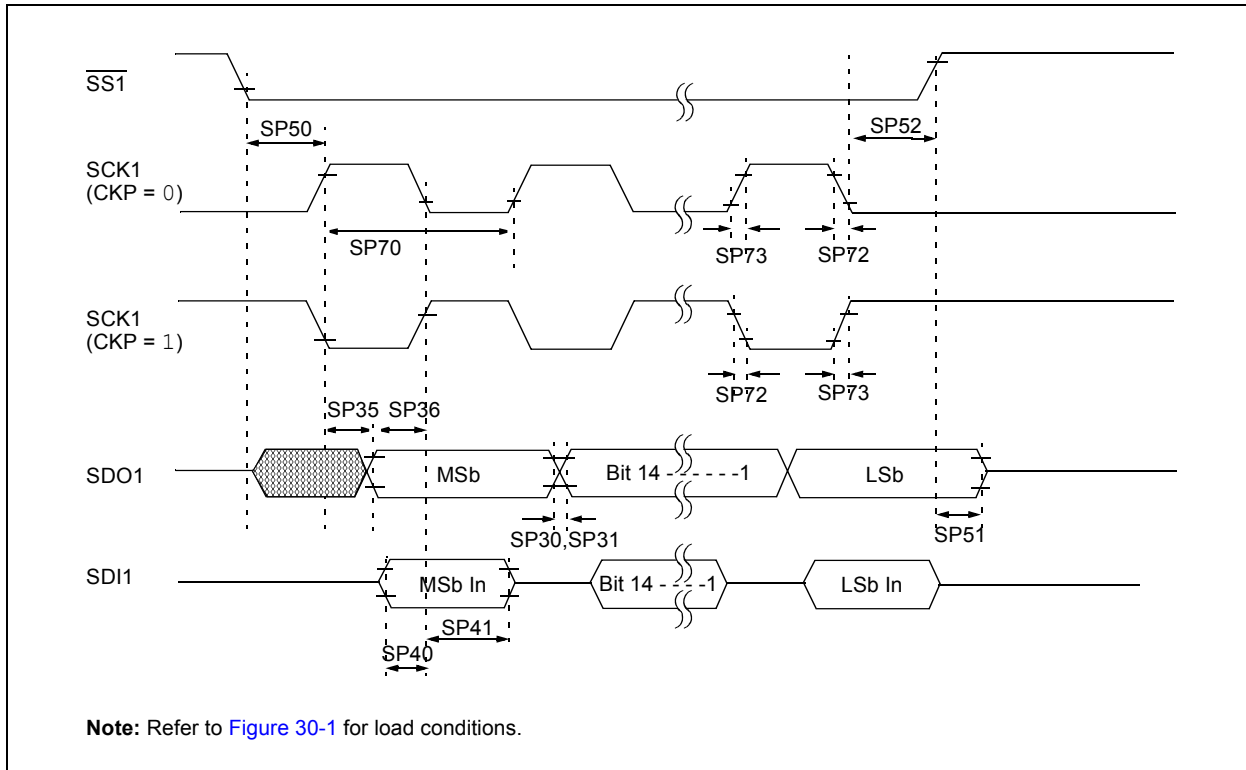 SS1
SP50
SP52
SCK1
(CKP = 0)
SP70
SP73
SP72
SCK1
(CKP = 1)
SP72
SP73
SP35
SP36
SDO1
MSb
Bit 14 - - - - - -1
LSb
SP30,SP31
SP51
SDI1
MSb In
Bit 14 - - - -1
LSb In
SP41
SP40
Note: Refer to Figure 30-1 for load conditions.